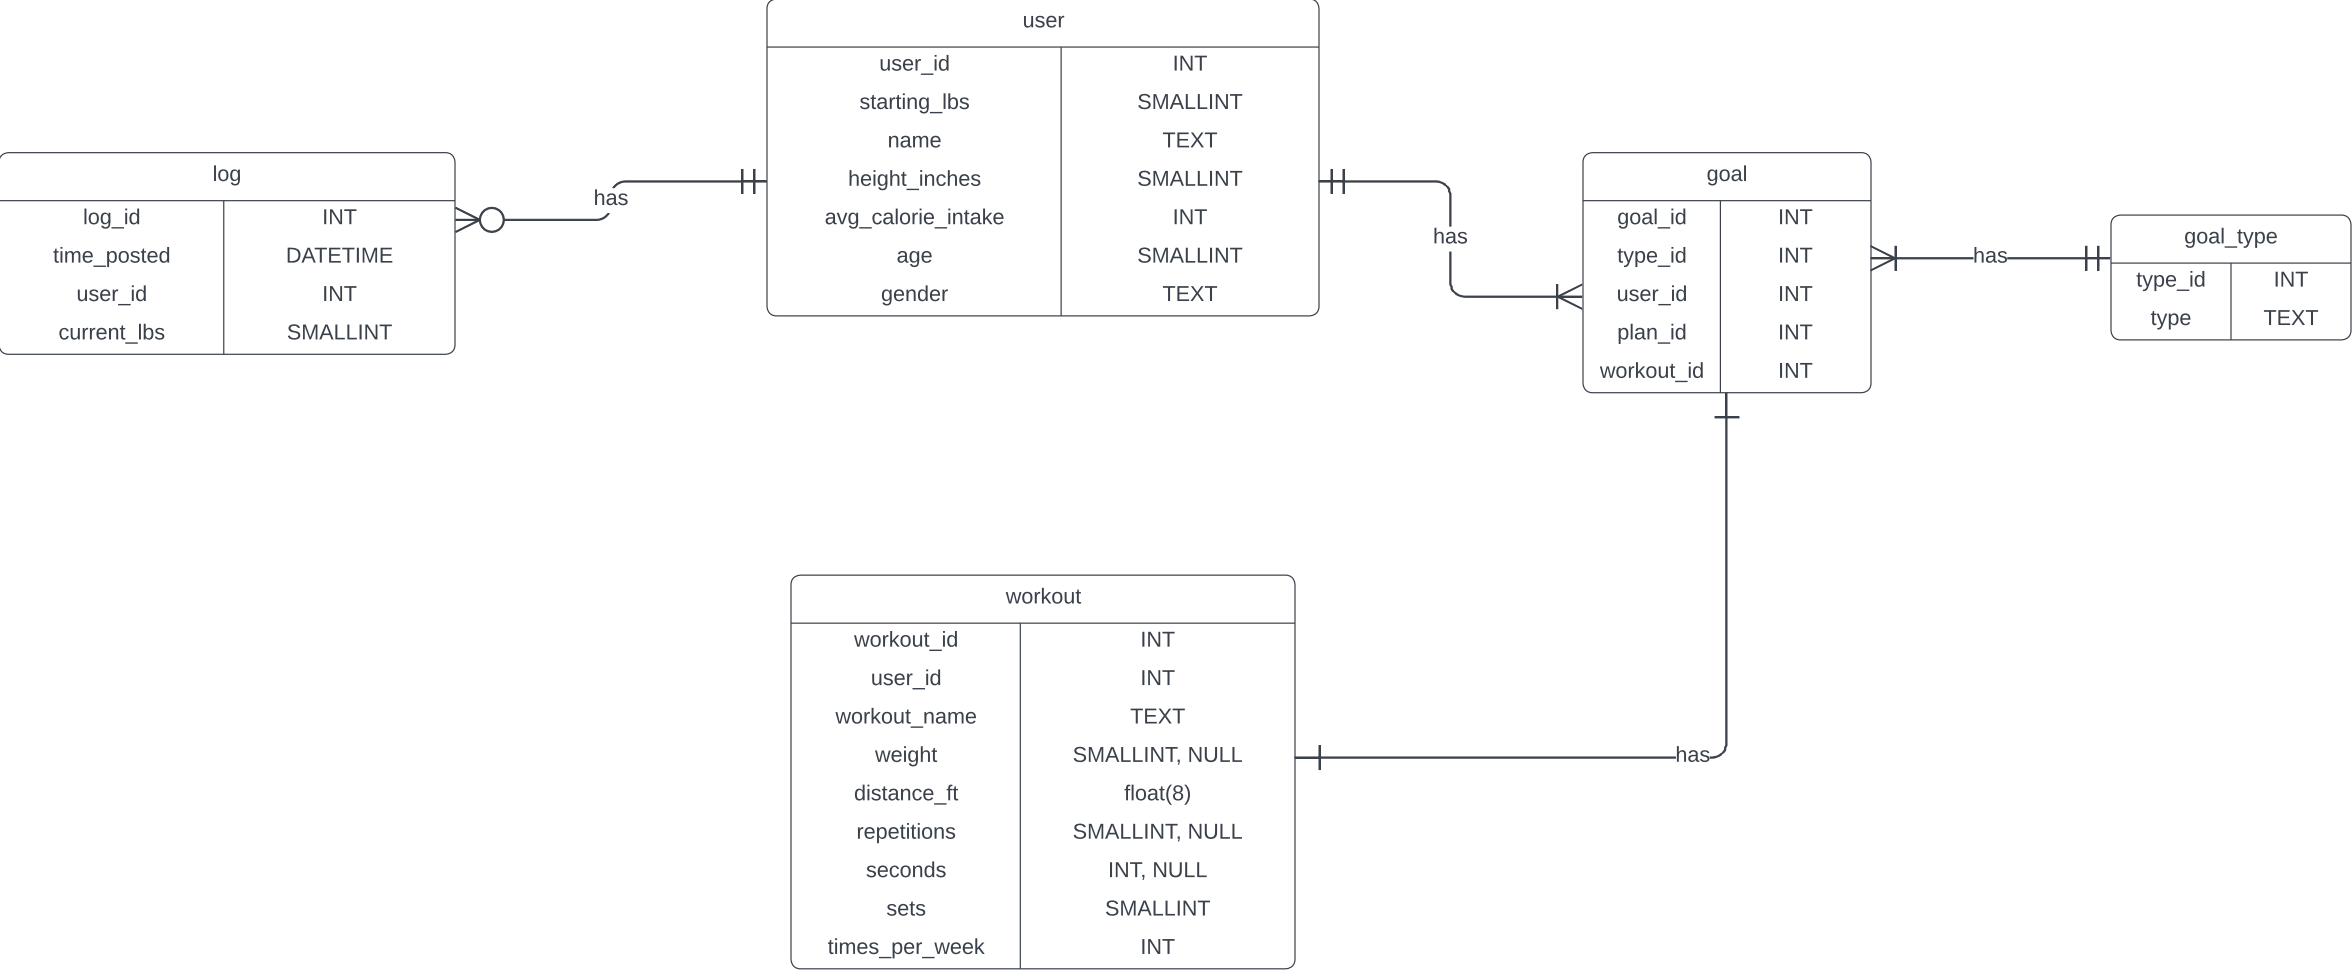 user
user_id INT
starting_lbs SMALLINT
name TEXT
height_inches SMALLINT
avg_calorie_intake INT
age SMALLINT
gender TEXT
log
log_id INT
time_posted DATETIME
user_id INT
current_lbs SMALLINT
has
has
goal
goal_id INT
type_id INT
user_id INT
plan_id INT
workout_id INT
has
goal_type
type_id INT
type TEXT
workout
workout_id INT
user_id INT
workout_name TEXT
weight SMALLINT, NULL
distance_ft float(8)
repetitions SMALLINT, NULL
seconds INT, NULL
sets SMALLINT
times_per_week INT
has